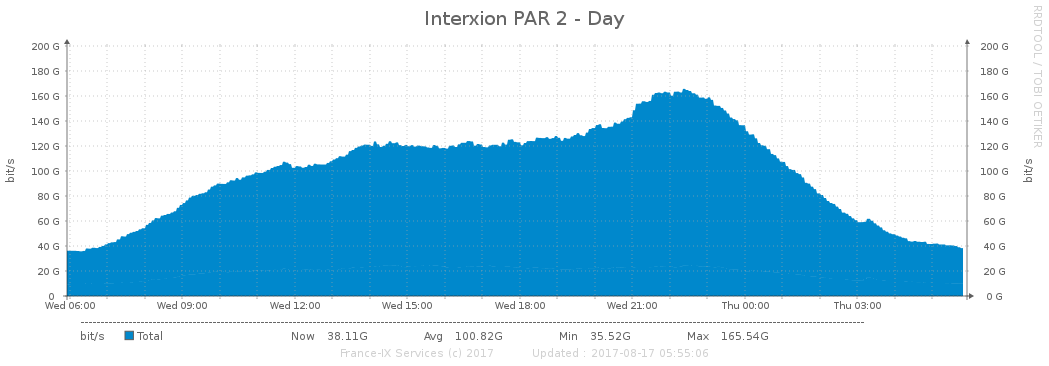 Interxion PAR 2 - Day
RRDTOOL / TOBI OETIKER
bit/s
bit/s
200 G 200 G
180 G 180 G
160 G 160 G
140 G 140 G
120 G 120 G
100 G 100 G
80 G 80 G
60 G 60 G
40 G 40 G
20 G 20 G
0 0 G
Wed 06:00 Wed 09:00 Wed 12:00 Wed 15:00 Wed 18:00 Wed 21:00 Thu 00:00 Thu 03:00
bit/s Total Now 38.11G Avg 100.82G Min 35.52G Max 165.54G
France-IX Services (c) 2017 Updated : 2017-08-17 05:55:06